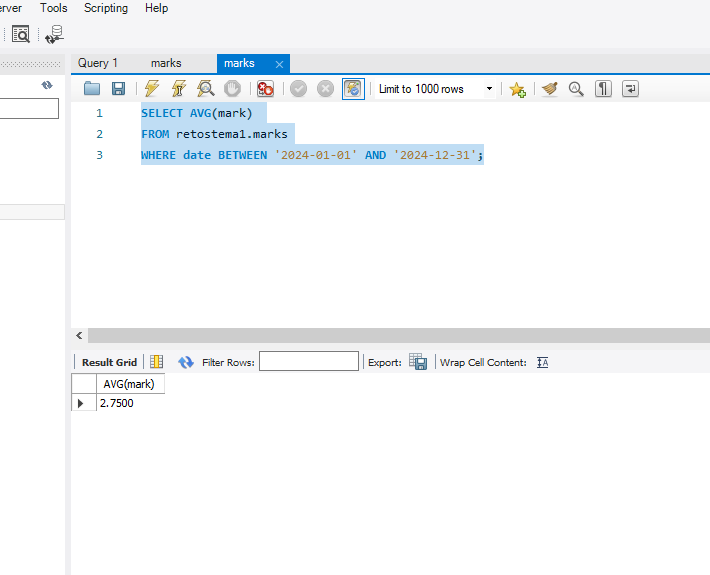 erver Tools Scripting Help
Query 1 marks marks
Limit to 1000 rows
1 SELECT AVG(mark)
2 FROM retostema1.marks
3 WHERE date BETWEEN '2024-01-01' AND '2024-12-31';
Result Grid Filter Rows: Export: Wrap Cell Content:
AVG(mark)
2.7500